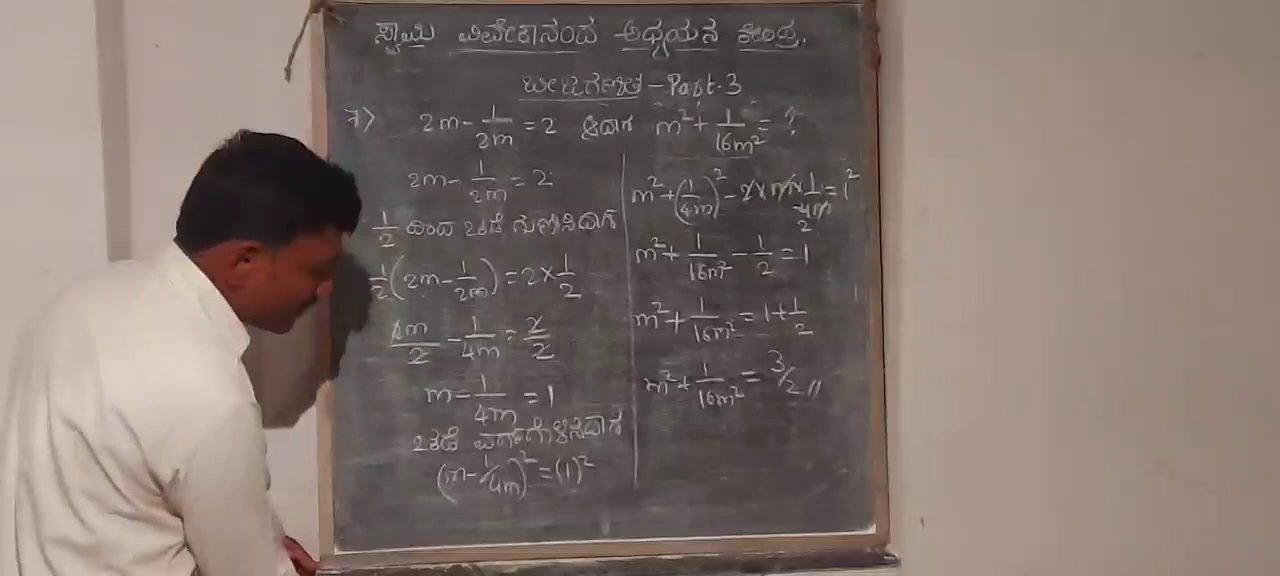 ಸ್ವಾಮಿ ವಿವೇಕಾನಂದ ಅಧ್ಯಯನ ಕೇಂದ್ರ.
ಬೀಜಗಣಿತ - Part-3
7) 2m - 1/2m = 2 ಆದಾಗ m² + 1/16m² = ?
2m - 1/2m = 2
1/2 ದಿಂದ 2ಕಡೆ ಗುಣಿಸಿದಾಗ
1/2 (2m - 1/2m) = 2 × 1/2
2m/2 - 1/4m = 2/2
m - 1/4m = 1
2ಕಡೆ ವರ್ಗಗೊಳಿಸಿದಾಗ
(m - 1/4m)² = (1)²
m² + (1/4m)² - 2 × m × 1/4m = 1²
2
m² + 1/16m² - 1/2 = 1
m² + 1/16m² = 1 + 1/2
m² + 1/16m² = 3/2 //